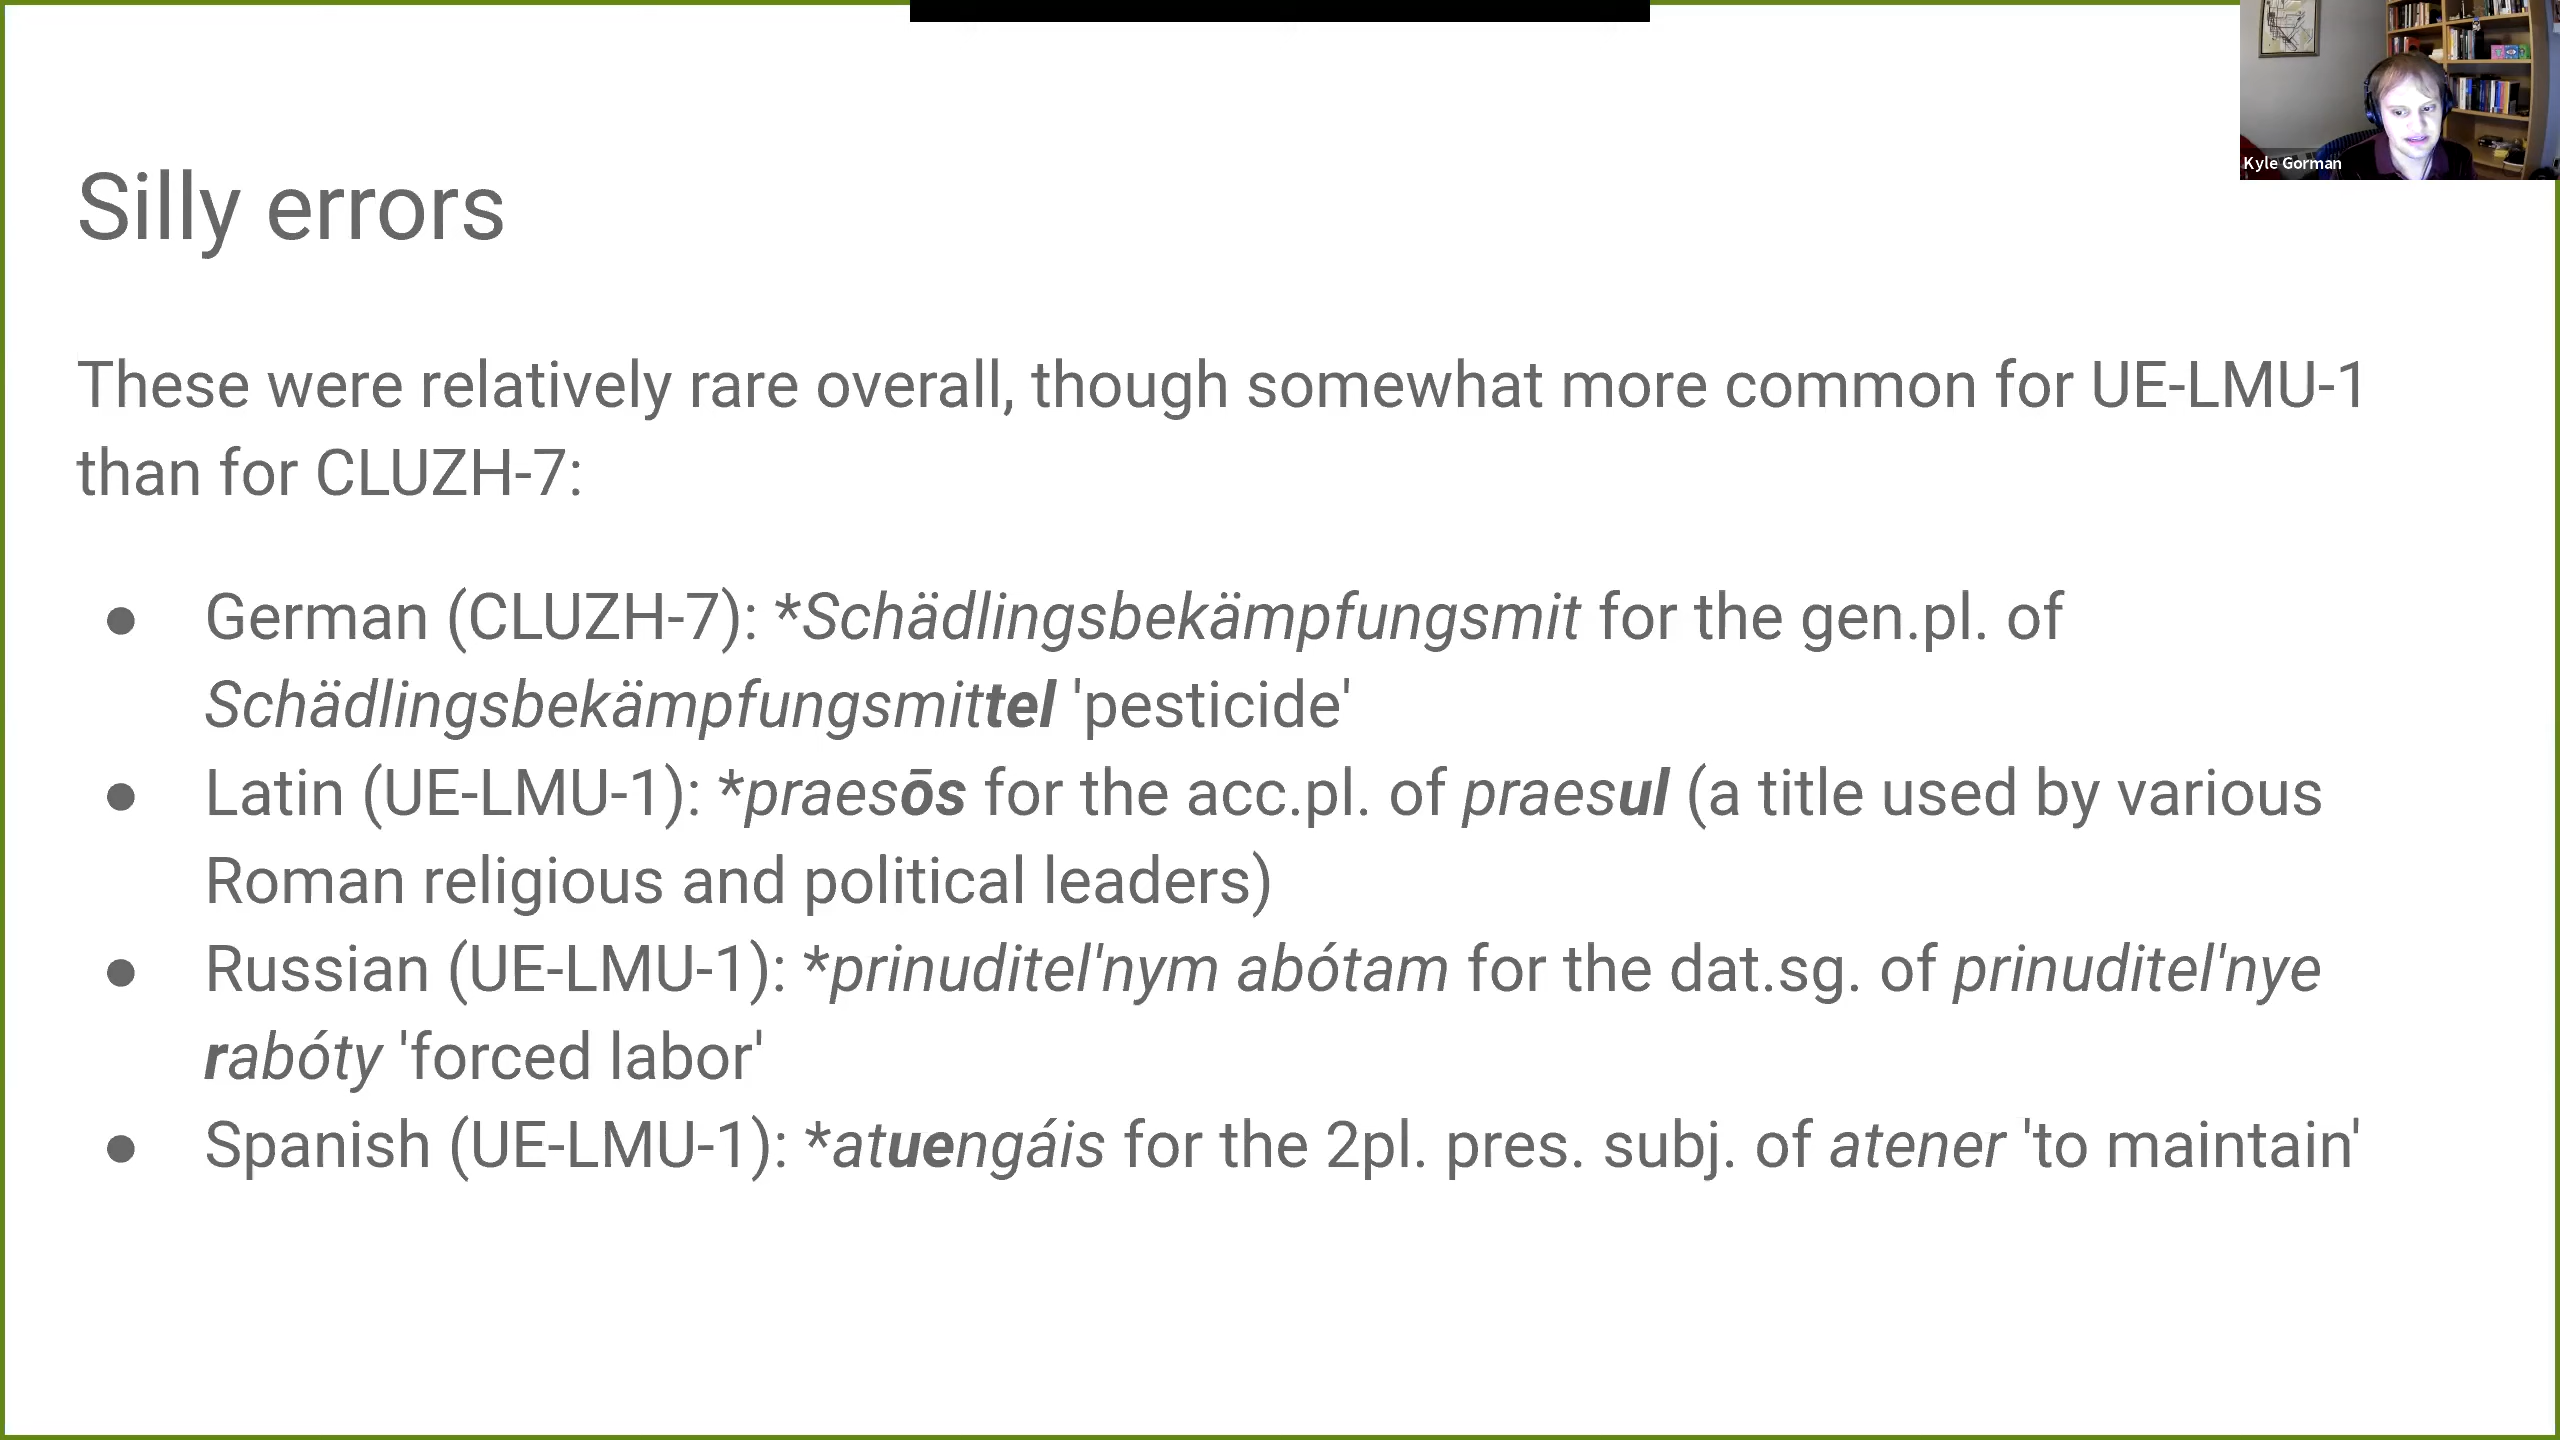 Kyle Gorman
Silly errors
These were relatively rare overall, though somewhat more common for UE-LMU-1
than for CLUZH-7:
● German (CLUZH-7): *Schädlingsbekämpfungsmit for the gen.pl. of
Schädlingsbekämpfungsmittel 'pesticide'
● Latin (UE-LMU-1): *praesōs for the acc.pl. of praesul (a title used by various
Roman religious and political leaders)
● Russian (UE-LMU-1): *prinuditel'nym abótam for the dat.sg. of prinuditel'nye
rabóty 'forced labor'
● Spanish (UE-LMU-1): *atuengáis for the 2pl. pres. subj. of atener 'to maintain'